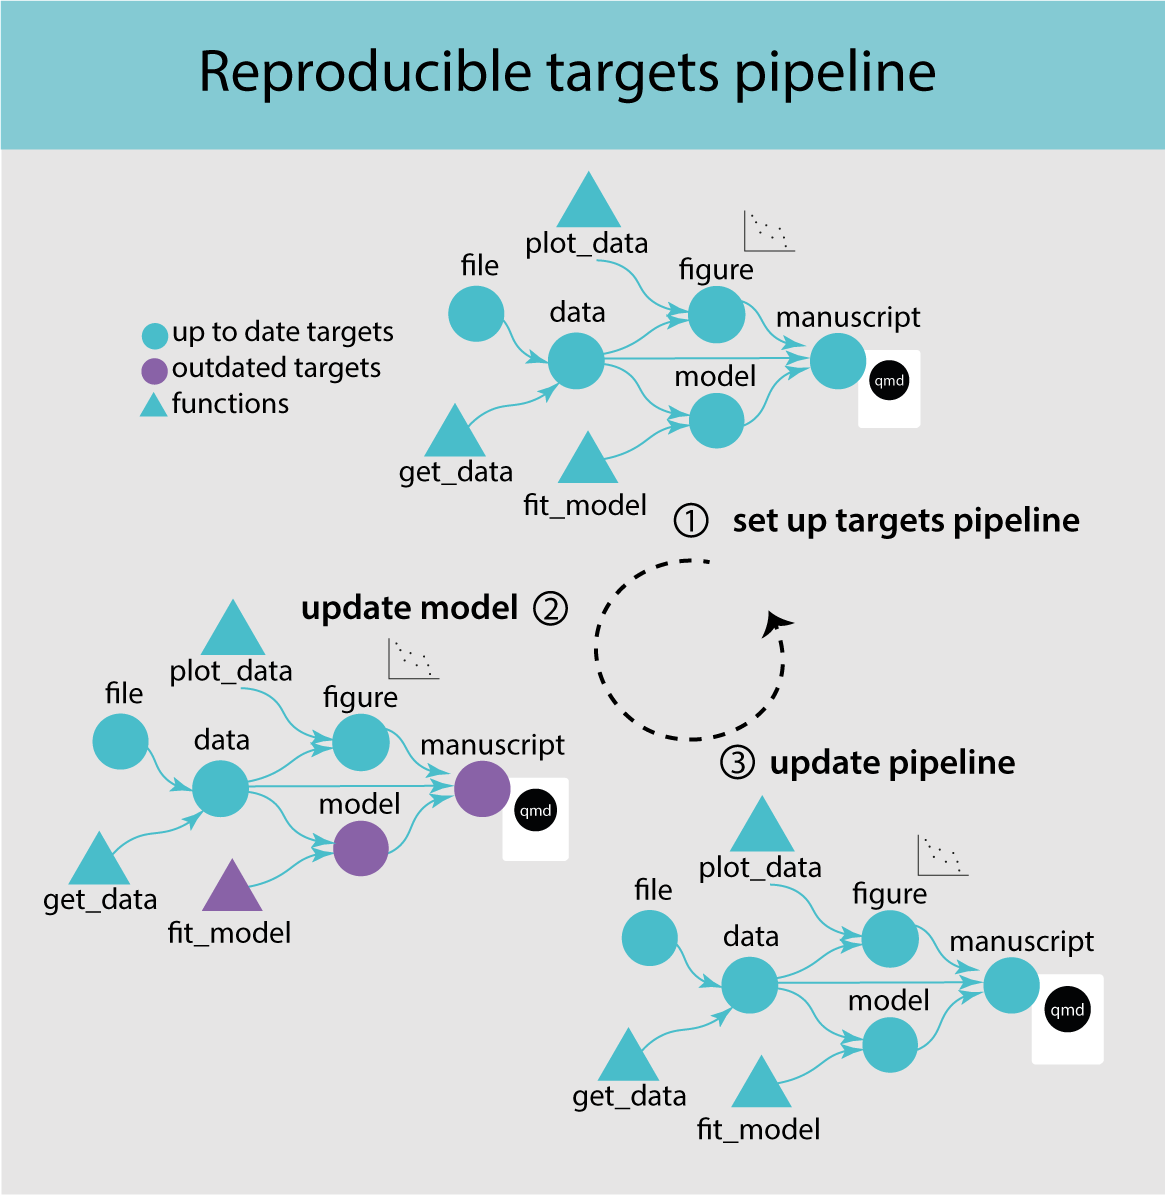 Reproducible targets pipeline
up to date targets
outdated targets
functions
plot_data
file
figure
data
manuscript
model
qmd
get_data
fit_model
① set up targets pipeline
update model ②
plot_data
file
figure
data
manuscript
model
qmd
get_data
fit_model
③ update pipeline
plot_data
file
figure
data
manuscript
model
qmd
get_data
fit_model